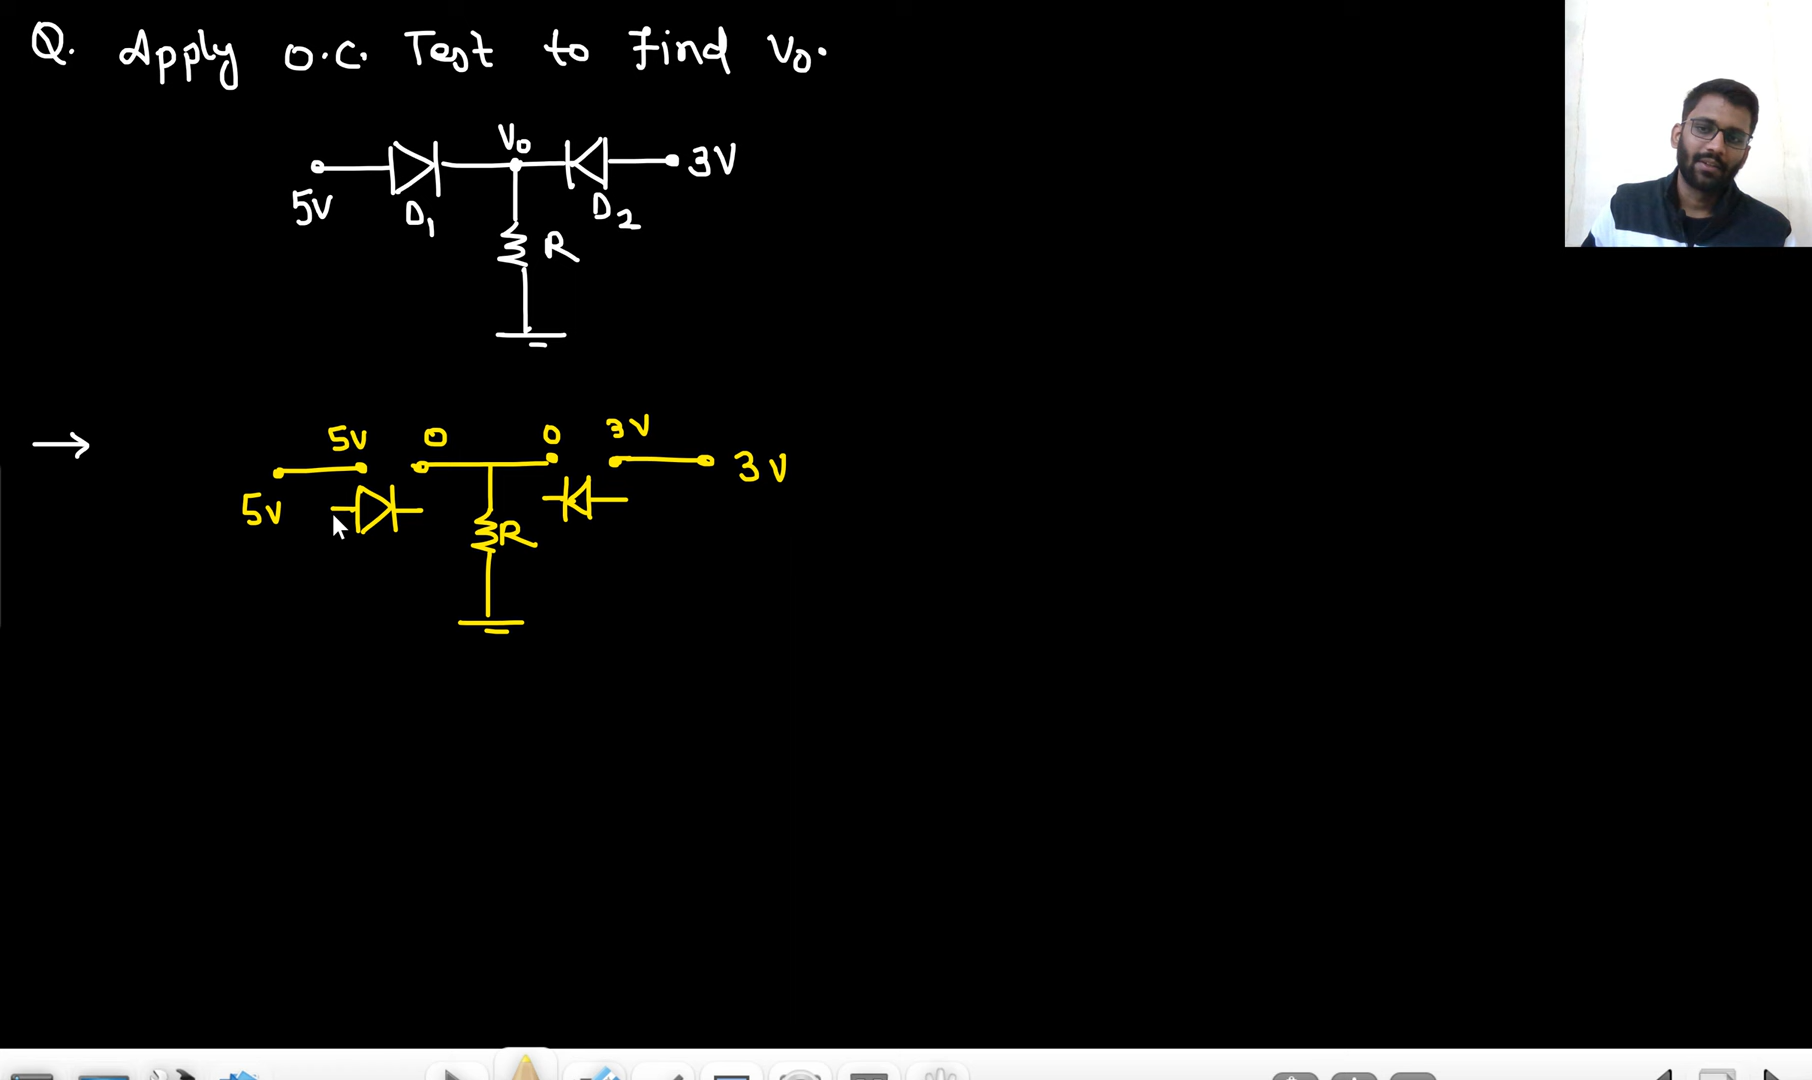 Q. Apply O.C. Test to find V₀.
V₀
5V
D₁
D₂
3V
R
→
5V 0 0 3V
5V
3V
R